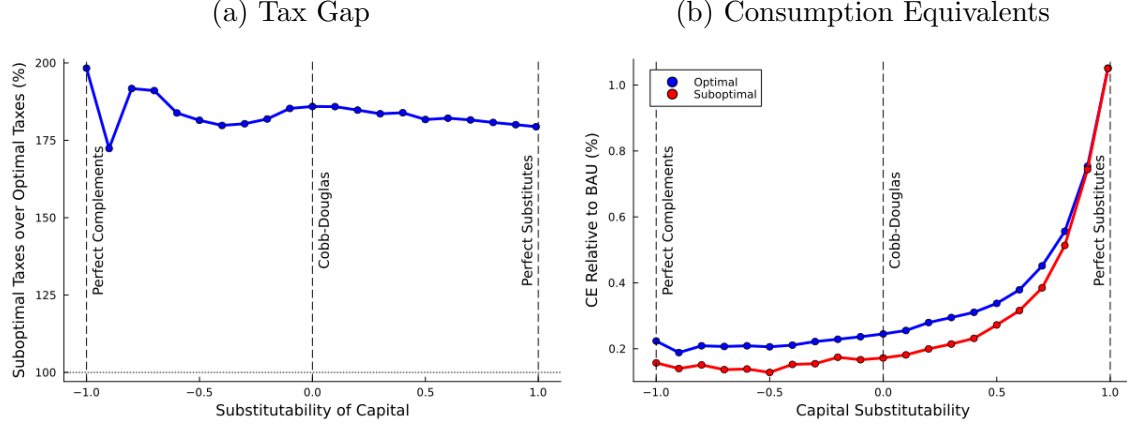 (a) Tax Gap
Suboptimal Taxes over Optimal Taxes (%)
200
175
150
125
100
Perfect Complements
Cobb-Douglas
Perfect Substitutes
−1.0
−0.5
0.0
0.5
1.0
Substitutability of Capital
(b) Consumption Equivalents
CE Relative to BAU (%)
1.0
0.8
0.6
0.4
0.2
Optimal
Suboptimal
Perfect Complements
Cobb-Douglas
Perfect Substitutes
−1.0
−0.5
0.0
0.5
1.0
Capital Substitutability